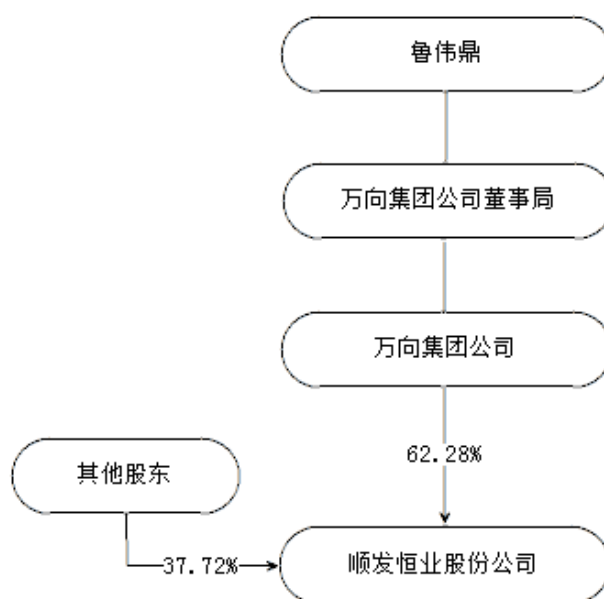 鲁伟鼎
万向集团公司董事局
万向集团公司
62.28%
其他股东
37.72%
顺发恒业股份公司